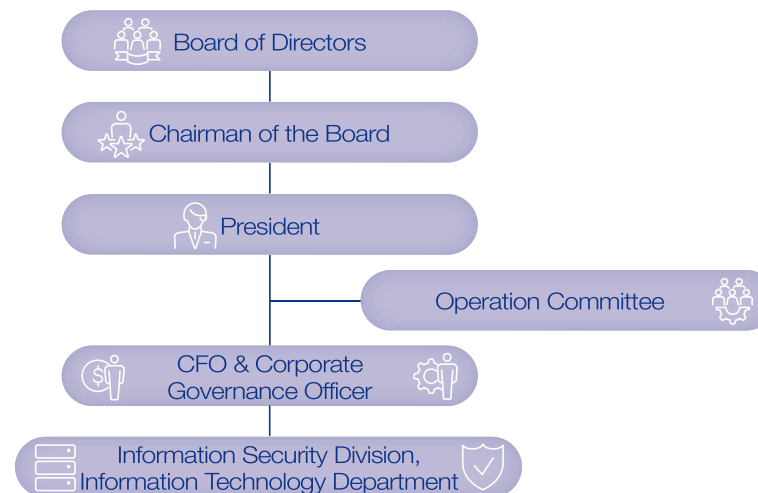 Board of Directors
Chairman of the Board
President
Operation Committee
CFO & Corporate
Governance Officer
Information Security Division,
Information Technology Department